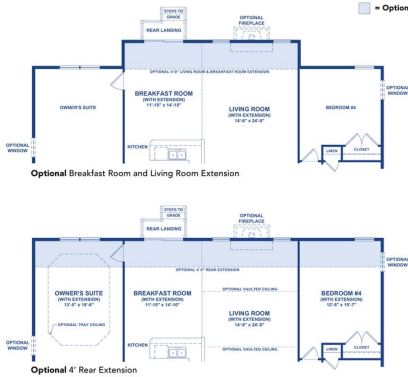 = Option
STEPS TO
GRADE
REAR LANDING
OPTIONAL
FIREPLACE
OPTIONAL 4'-0" LIVING ROOM & BREAKFAST ROOM EXTENSION
OWNER'S SUITE
BREAKFAST ROOM
(WITH EXTENSION)
11'-10" x 14'-10"
LIVING ROOM
(WITH EXTENSION)
14'-8" x 24'-0"
BEDROOM #4
OPTIONAL
WINDOW
OPTIONAL
WINDOW
KITCHEN
LINEN
CLOSET
Optional Breakfast Room and Living Room Extension
STEPS TO
GRADE
REAR LANDING
OPTIONAL
FIREPLACE
OPTIONAL 4'-4" REAR EXTENSION
OPTIONAL
WINDOW
OWNER'S SUITE
(WITH EXTENSION)
13'-8" x 18'-6"
BREAKFAST ROOM
(WITH EXTENSION)
11'-10" x 14'-10"
OPTIONAL VAULTED CEILING
LIVING ROOM
(WITH EXTENSION)
14'-8" x 24'-0"
BEDROOM #4
(WITH EXTENSION)
12'-5" x 15'-7"
OPTIONAL TRAY CEILING
OPTIONAL
WINDOW
KITCHEN
OPTIONAL VAULTED CEILING
LINEN
CLOSET
Optional 4' Rear Extension